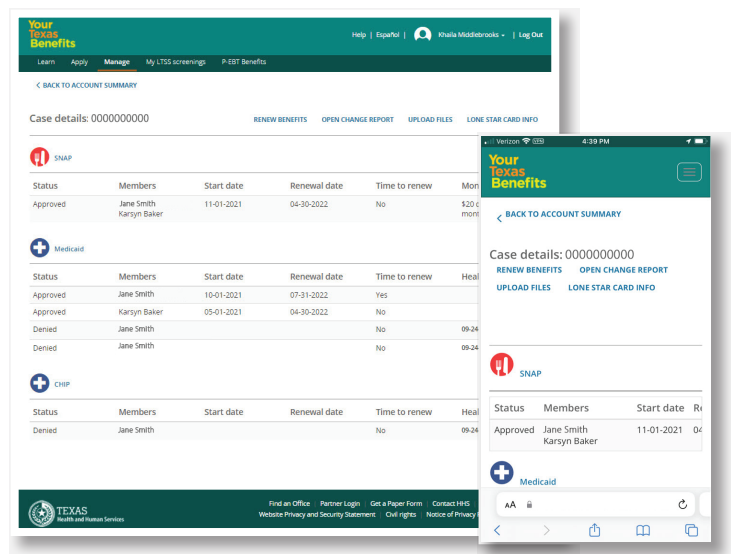 Your
Texas
Benefits
Help | Español | Khaila Middlebrooks | Log Out
Learn Apply Manage My LTSS screenings P-EBT Benefits
< BACK TO ACCOUNT SUMMARY
Case details: 0000000000
RENEW BENEFITS OPEN CHANGE REPORT UPLOAD FILES LONE STAR CARD INFO
SNAP
Status Members Start date Renewal date Time to renew Mon
Approved Jane Smith 11-01-2021 04-30-2022 No $20
Karsyn Baker mont
Medicaid
Status Members Start date Renewal date Time to renew Heal
Approved Jane Smith 10-01-2021 07-31-2022 Yes
Approved Karsyn Baker 05-01-2021 04-30-2022 No
Denied Jane Smith No 09-24
Denied Jane Smith No 09-24
CHIP
Status Members Start date Renewal date Time to renew Heal
Denied Jane Smith No 09-24
TEXAS
Health and Human Services
Find an Office Partner Login Get a Paper Form Contact HHS
Website Privacy and Security Statement Civil rights Notice of Privacy
Verizon VPN 4:39 PM
Your
Texas
Benefits
< BACK TO ACCOUNT SUMMARY
Case details: 0000000000
RENEW BENEFITS OPEN CHANGE REPORT
UPLOAD FILES LONE STAR CARD INFO
SNAP
Status Members Start date
Approved Jane Smith 11-01-2021 04
Karsyn Baker
Medicaid
AA